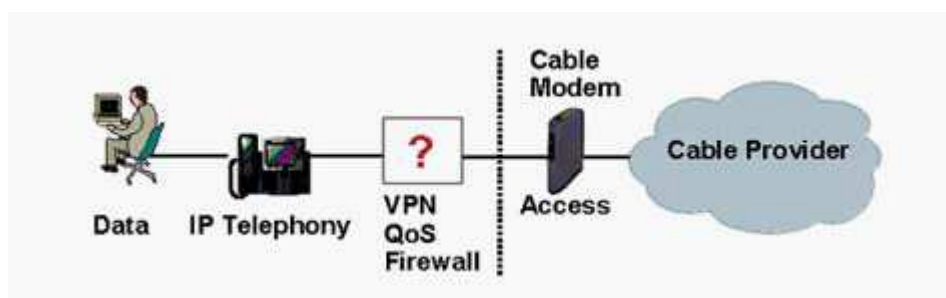 Cable
Modem
?
Cable Provider
Data
IP Telephony
VPN
QoS
Firewall
Access